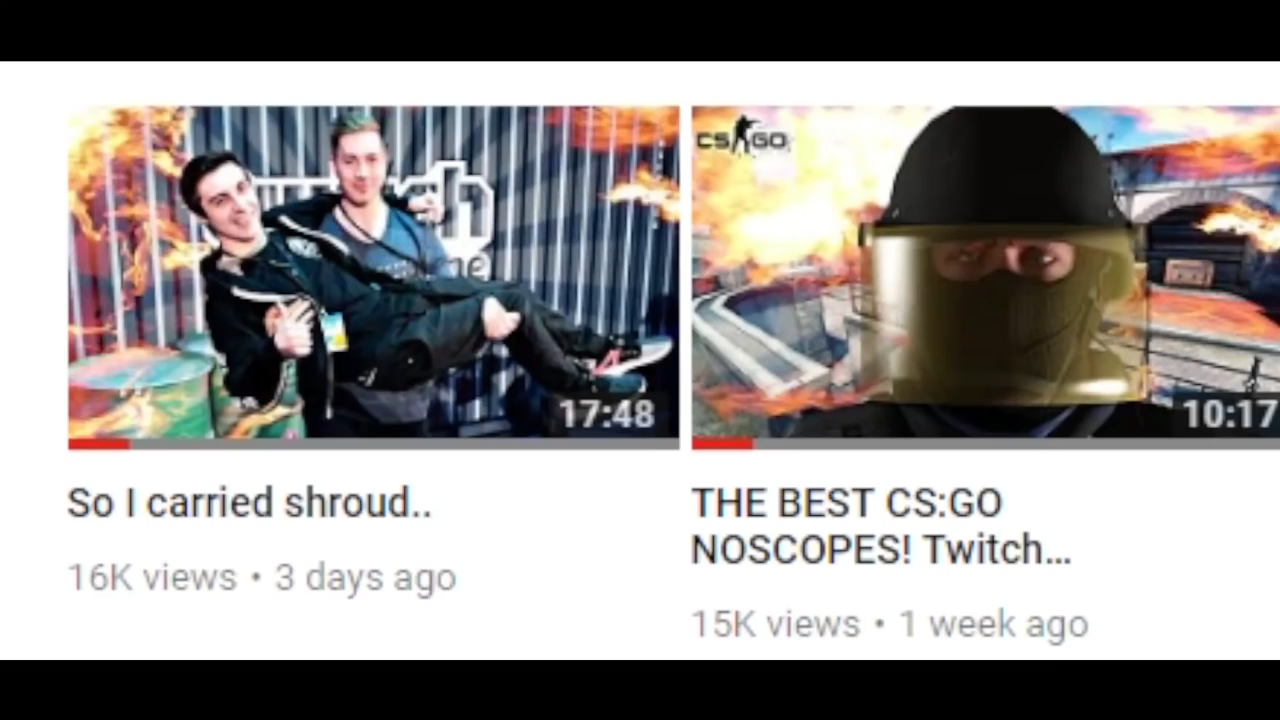 CS GO
17:48
10:17
So I carried shroud..
THE BEST CS:GO
NOSCOPES! Twitch...
16K views • 3 days ago
15K views • 1 week ago